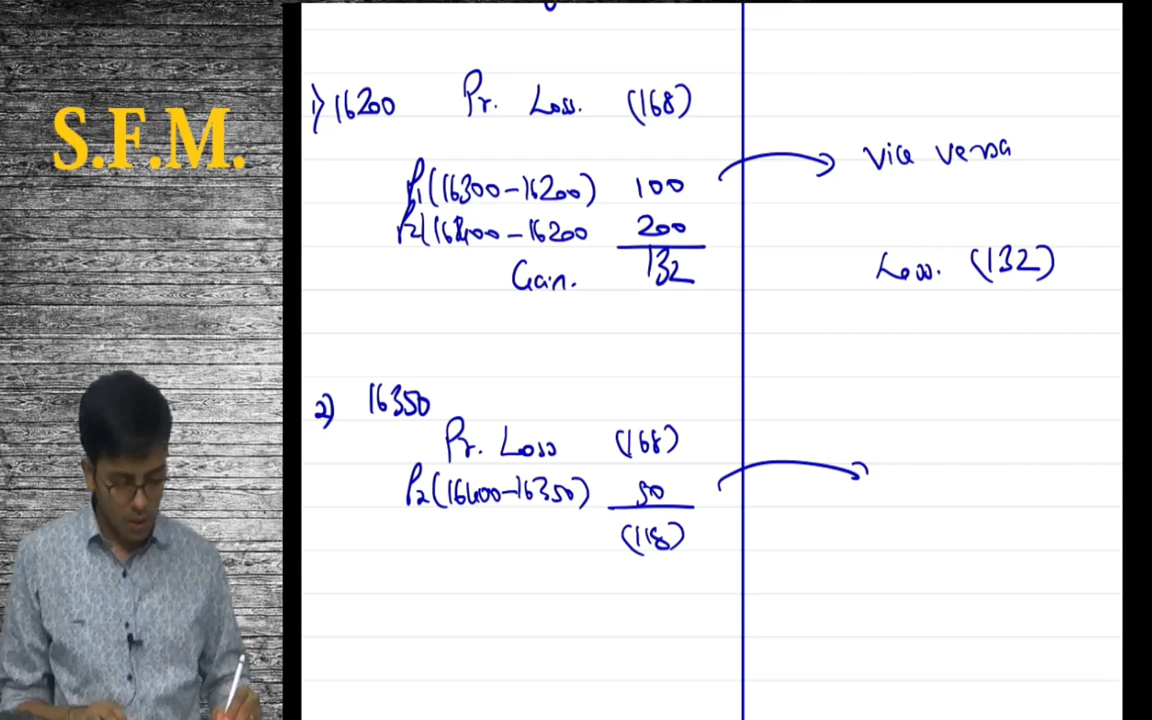 S.F.M.
1) 16200 Pr. Loss. (168)
P1(16300-16200) 100
P2(16400-16200 200
Gain. 132
vice versa
Loss. (132)
2) 16350
Pr. Loss (168)
P2(16400-16350) 50
(118)